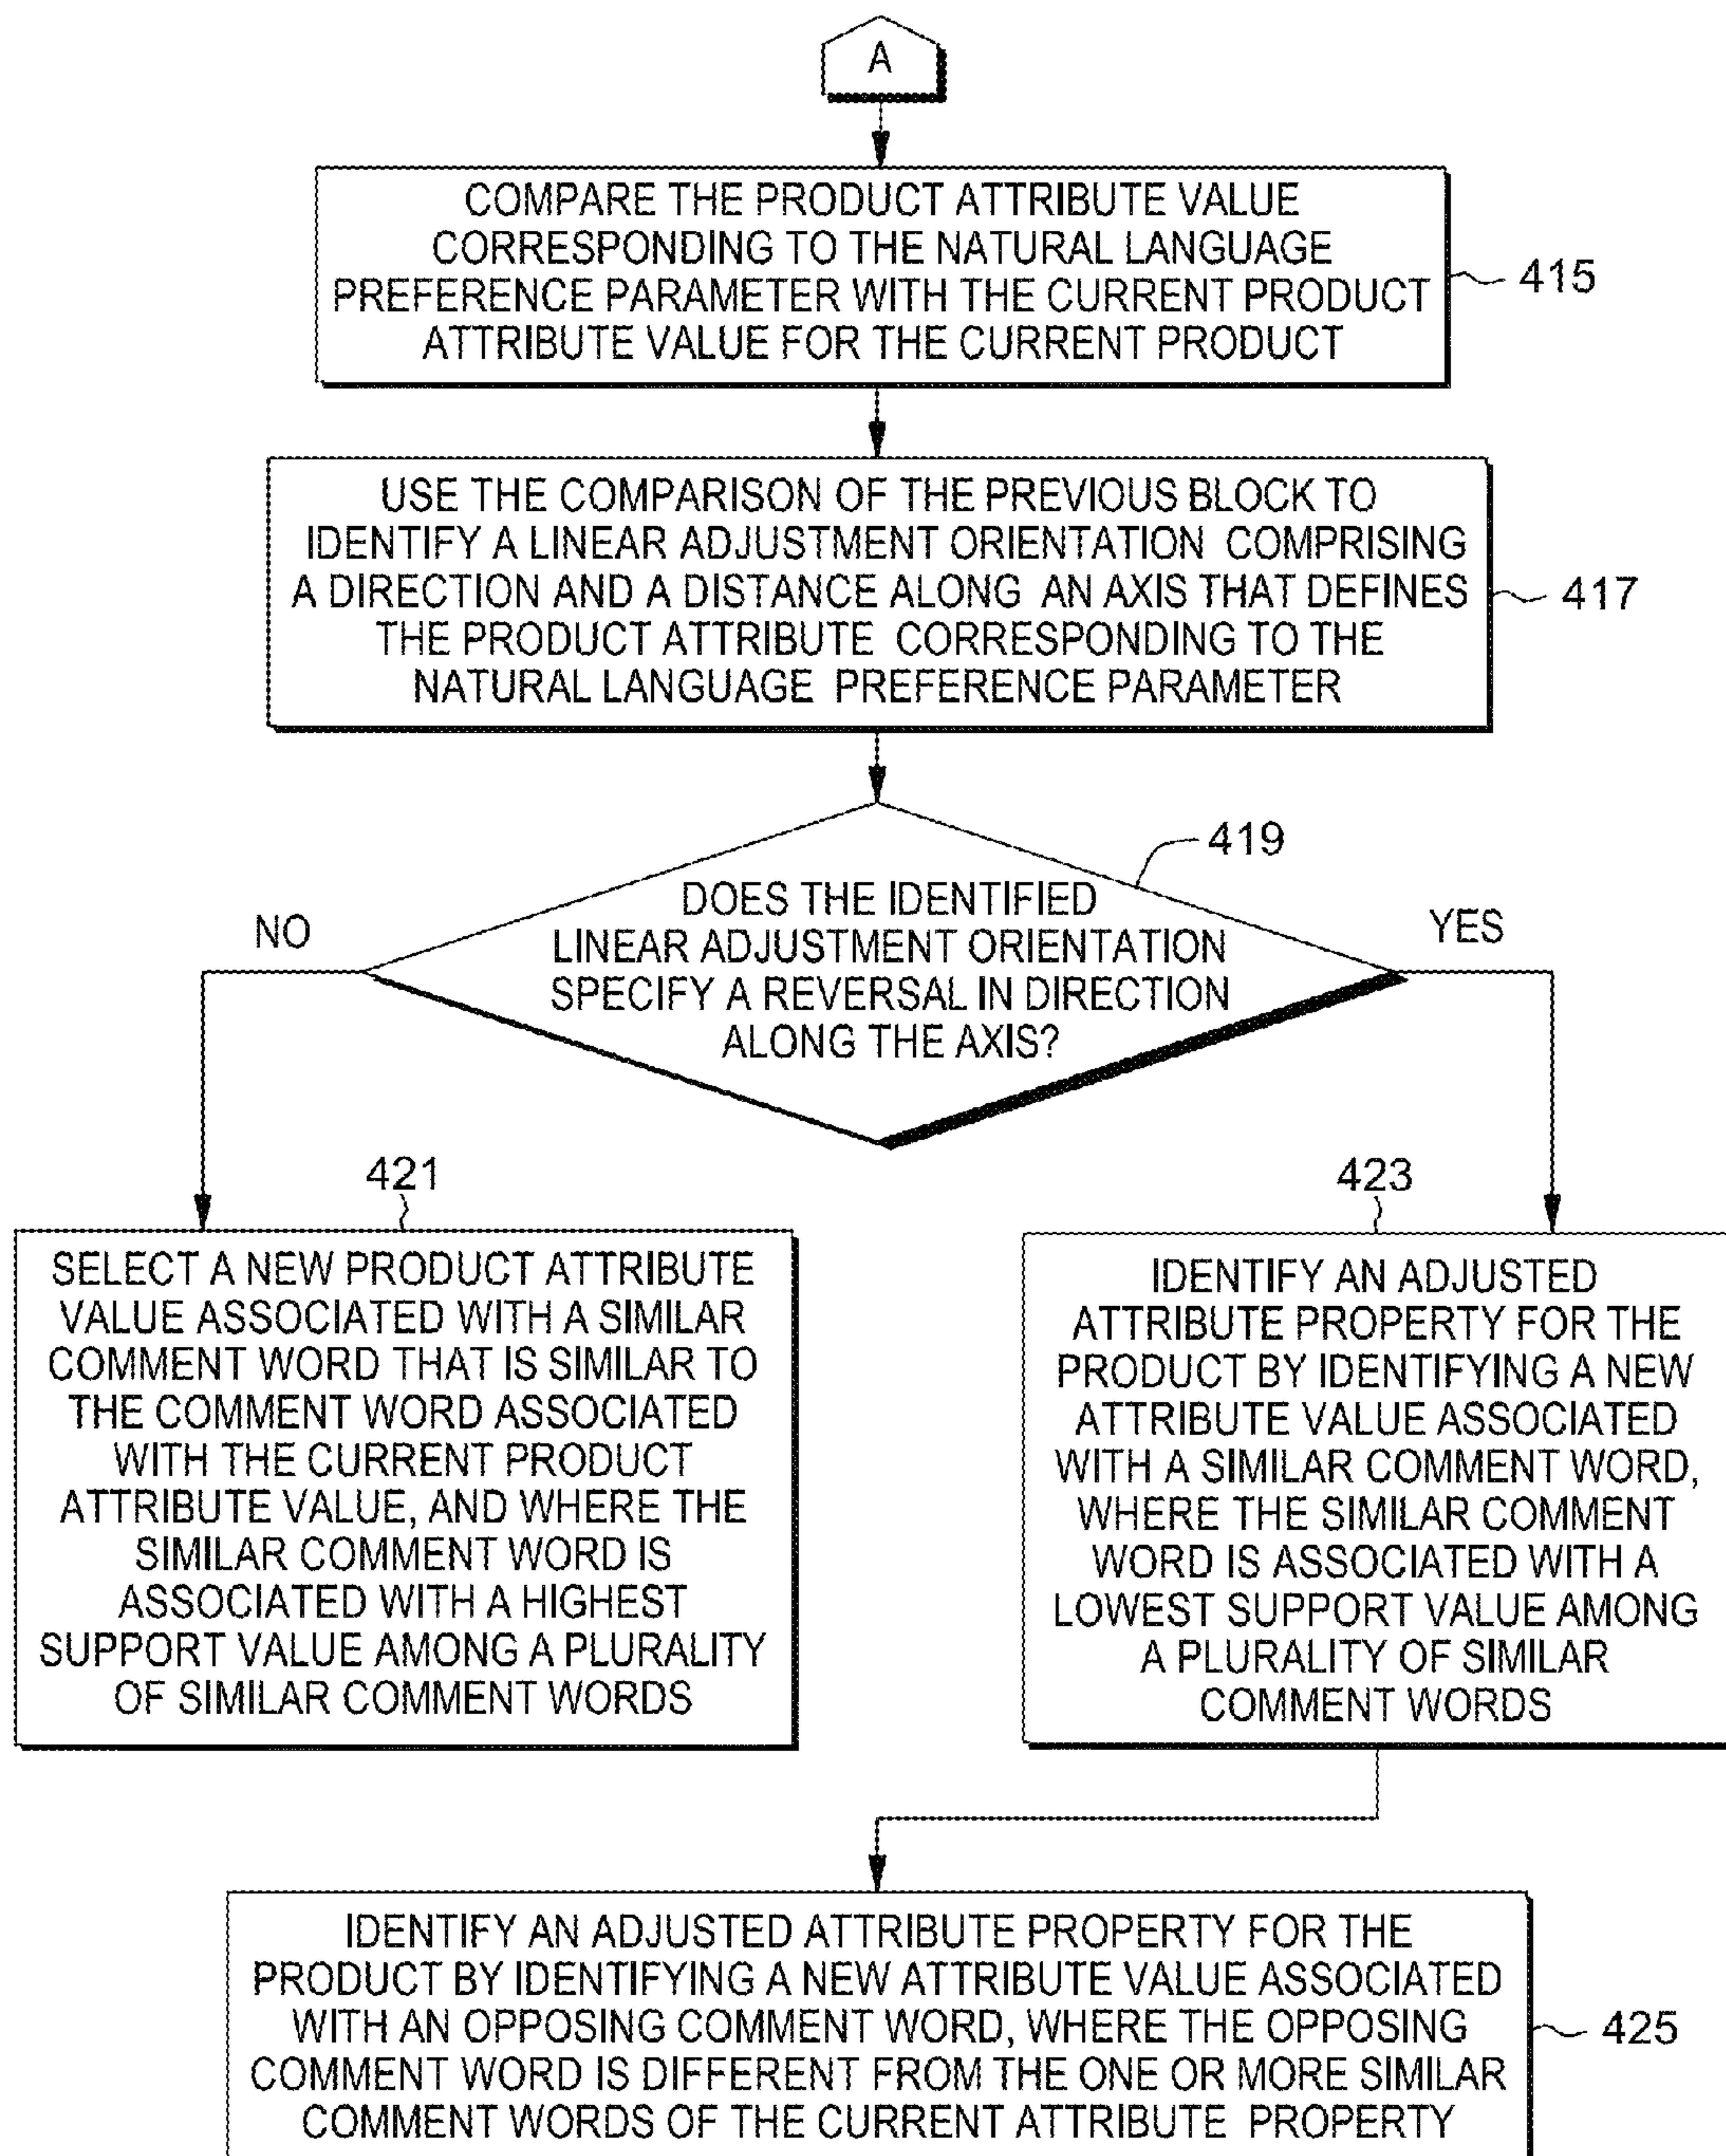 A
COMPARE THE PRODUCT ATTRIBUTE VALUE
CORRESPONDING TO THE NATURAL LANGUAGE
PREFERENCE PARAMETER WITH THE CURRENT PRODUCT
ATTRIBUTE VALUE FOR THE CURRENT PRODUCT
415
USE THE COMPARISON OF THE PREVIOUS BLOCK TO
IDENTIFY A LINEAR ADJUSTMENT ORIENTATION COMPRISING
A DIRECTION AND A DISTANCE ALONG AN AXIS THAT DEFINES
THE PRODUCT ATTRIBUTE CORRESPONDING TO THE
NATURAL LANGUAGE PREFERENCE PARAMETER
417
419
DOES THE IDENTIFIED
LINEAR ADJUSTMENT ORIENTATION
SPECIFY A REVERSAL IN DIRECTION
ALONG THE AXIS?
NO
YES
421
SELECT A NEW PRODUCT ATTRIBUTE
VALUE ASSOCIATED WITH A SIMILAR
COMMENT WORD THAT IS SIMILAR TO
THE COMMENT WORD ASSOCIATED
WITH THE CURRENT PRODUCT
ATTRIBUTE VALUE, AND WHERE THE
SIMILAR COMMENT WORD IS
ASSOCIATED WITH A HIGHEST
SUPPORT VALUE AMONG A PLURALITY
OF SIMILAR COMMENT WORDS
423
IDENTIFY AN ADJUSTED
ATTRIBUTE PROPERTY FOR THE
PRODUCT BY IDENTIFYING A NEW
ATTRIBUTE VALUE ASSOCIATED
WITH A SIMILAR COMMENT WORD,
WHERE THE SIMILAR COMMENT
WORD IS ASSOCIATED WITH A
LOWEST SUPPORT VALUE AMONG
A PLURALITY OF SIMILAR
COMMENT WORDS
IDENTIFY AN ADJUSTED ATTRIBUTE PROPERTY FOR THE
PRODUCT BY IDENTIFYING A NEW ATTRIBUTE VALUE ASSOCIATED
WITH AN OPPOSING COMMENT WORD, WHERE THE OPPOSING
COMMENT WORD IS DIFFERENT FROM THE ONE OR MORE SIMILAR
COMMENT WORDS OF THE CURRENT ATTRIBUTE PROPERTY
425